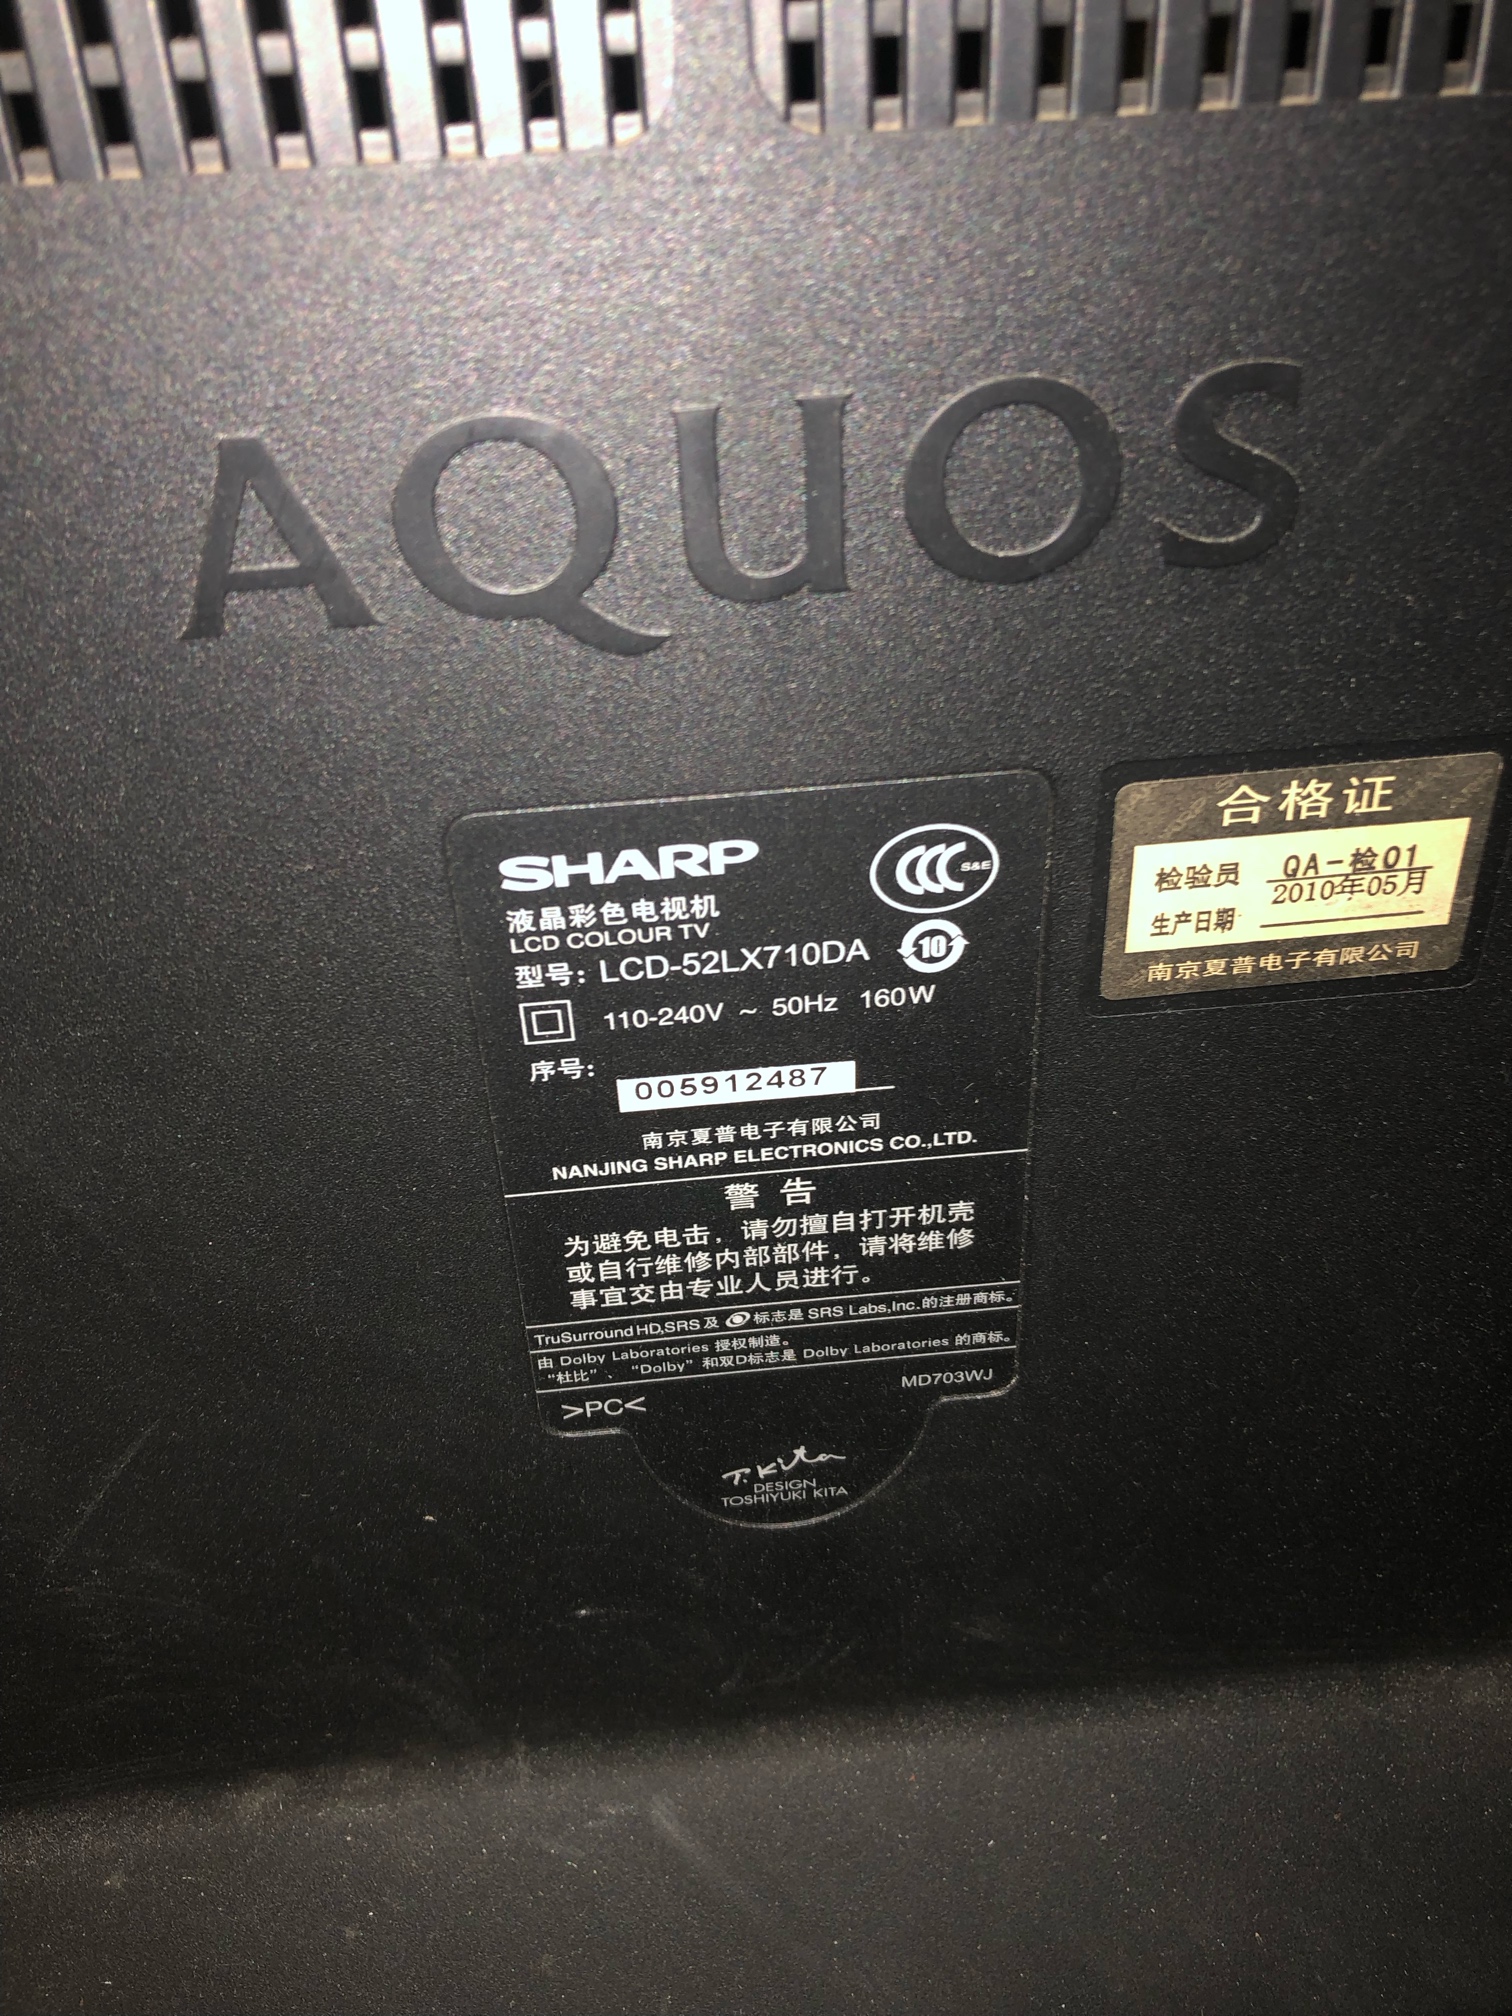 AQUOS
SHARP
CCC S&E
液晶彩色电视机
LCD COLOUR TV
型号: LCD-52LX710DA
10
110-240V ~ 50Hz 160W
序号:
005912487
南京夏普电子有限公司
NANJING SHARP ELECTRONICS CO.,LTD.
警 告
为避免电击，请勿擅自打开机壳
或自行维修内部部件，请将维修
事宜交由专业人员进行。
TruSurround HD,SRS 及 标志是 SRS Labs,Inc.的注册商标。
由 Dolby Laboratories 授权制造。
“杜比”、“Dolby”和双D标志是 Dolby Laboratories 的商标。
>PC<
MD703WJ
T. Kita
DESIGN
TOSHIYUKI KITA
合格证
检验员 QA-检01
2010年05月
生产日期
南京夏普电子有限公司